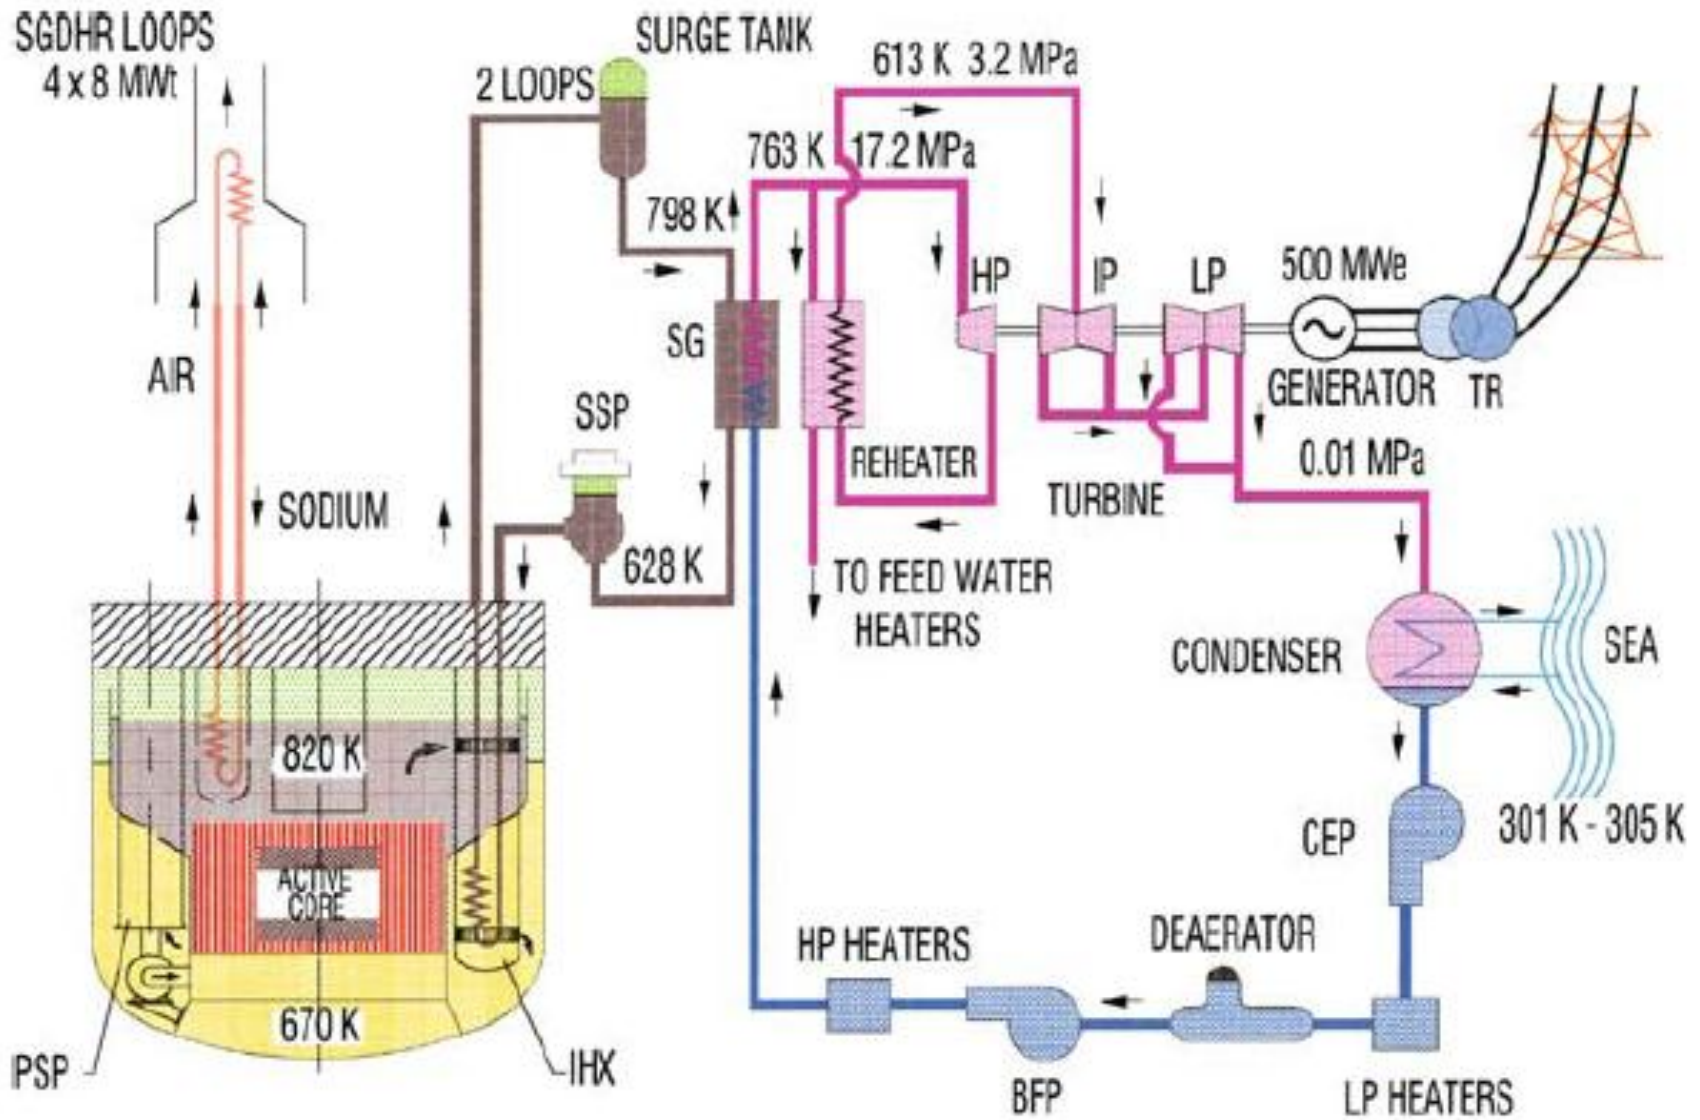 SGDHR LOOPS
4 x 8 MWt
SURGE TANK
2 LOOPS
613 K 3.2 MPa
763 K 17.2 MPa
798 K
HP
IP
LP
500 MWe
SG
AIR
GENERATOR
TR
SSP
REHEATER
0.01 MPa
TURBINE
SODIUM
628 K
TO FEED WATER
HEATERS
CONDENSER
SEA
820 K
CEP
301 K - 305 K
ACTIVE
CORE
HP HEATERS
DEAERATOR
670 K
PSP
IHX
BFP
LP HEATERS